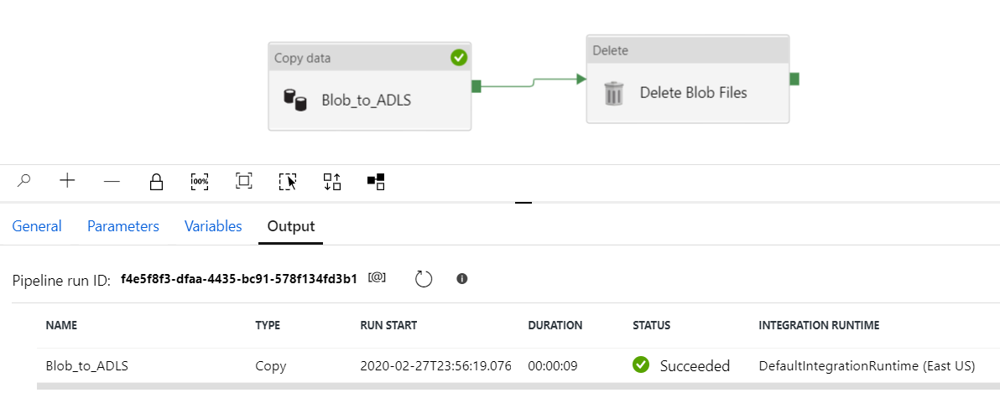 Copy data
Blob_to_ADLS
Delete
Delete Blob Files
100%
General Parameters Variables Output
Pipeline run ID: f4e5f8f3-dfaa-4435-bc91-578f134fd3b1 [@]
NAME TYPE RUN START DURATION STATUS INTEGRATION RUNTIME
Blob_to_ADLS Copy 2020-02-27T23:56:19.076 00:00:09 Succeeded DefaultIntegrationRuntime (East US)